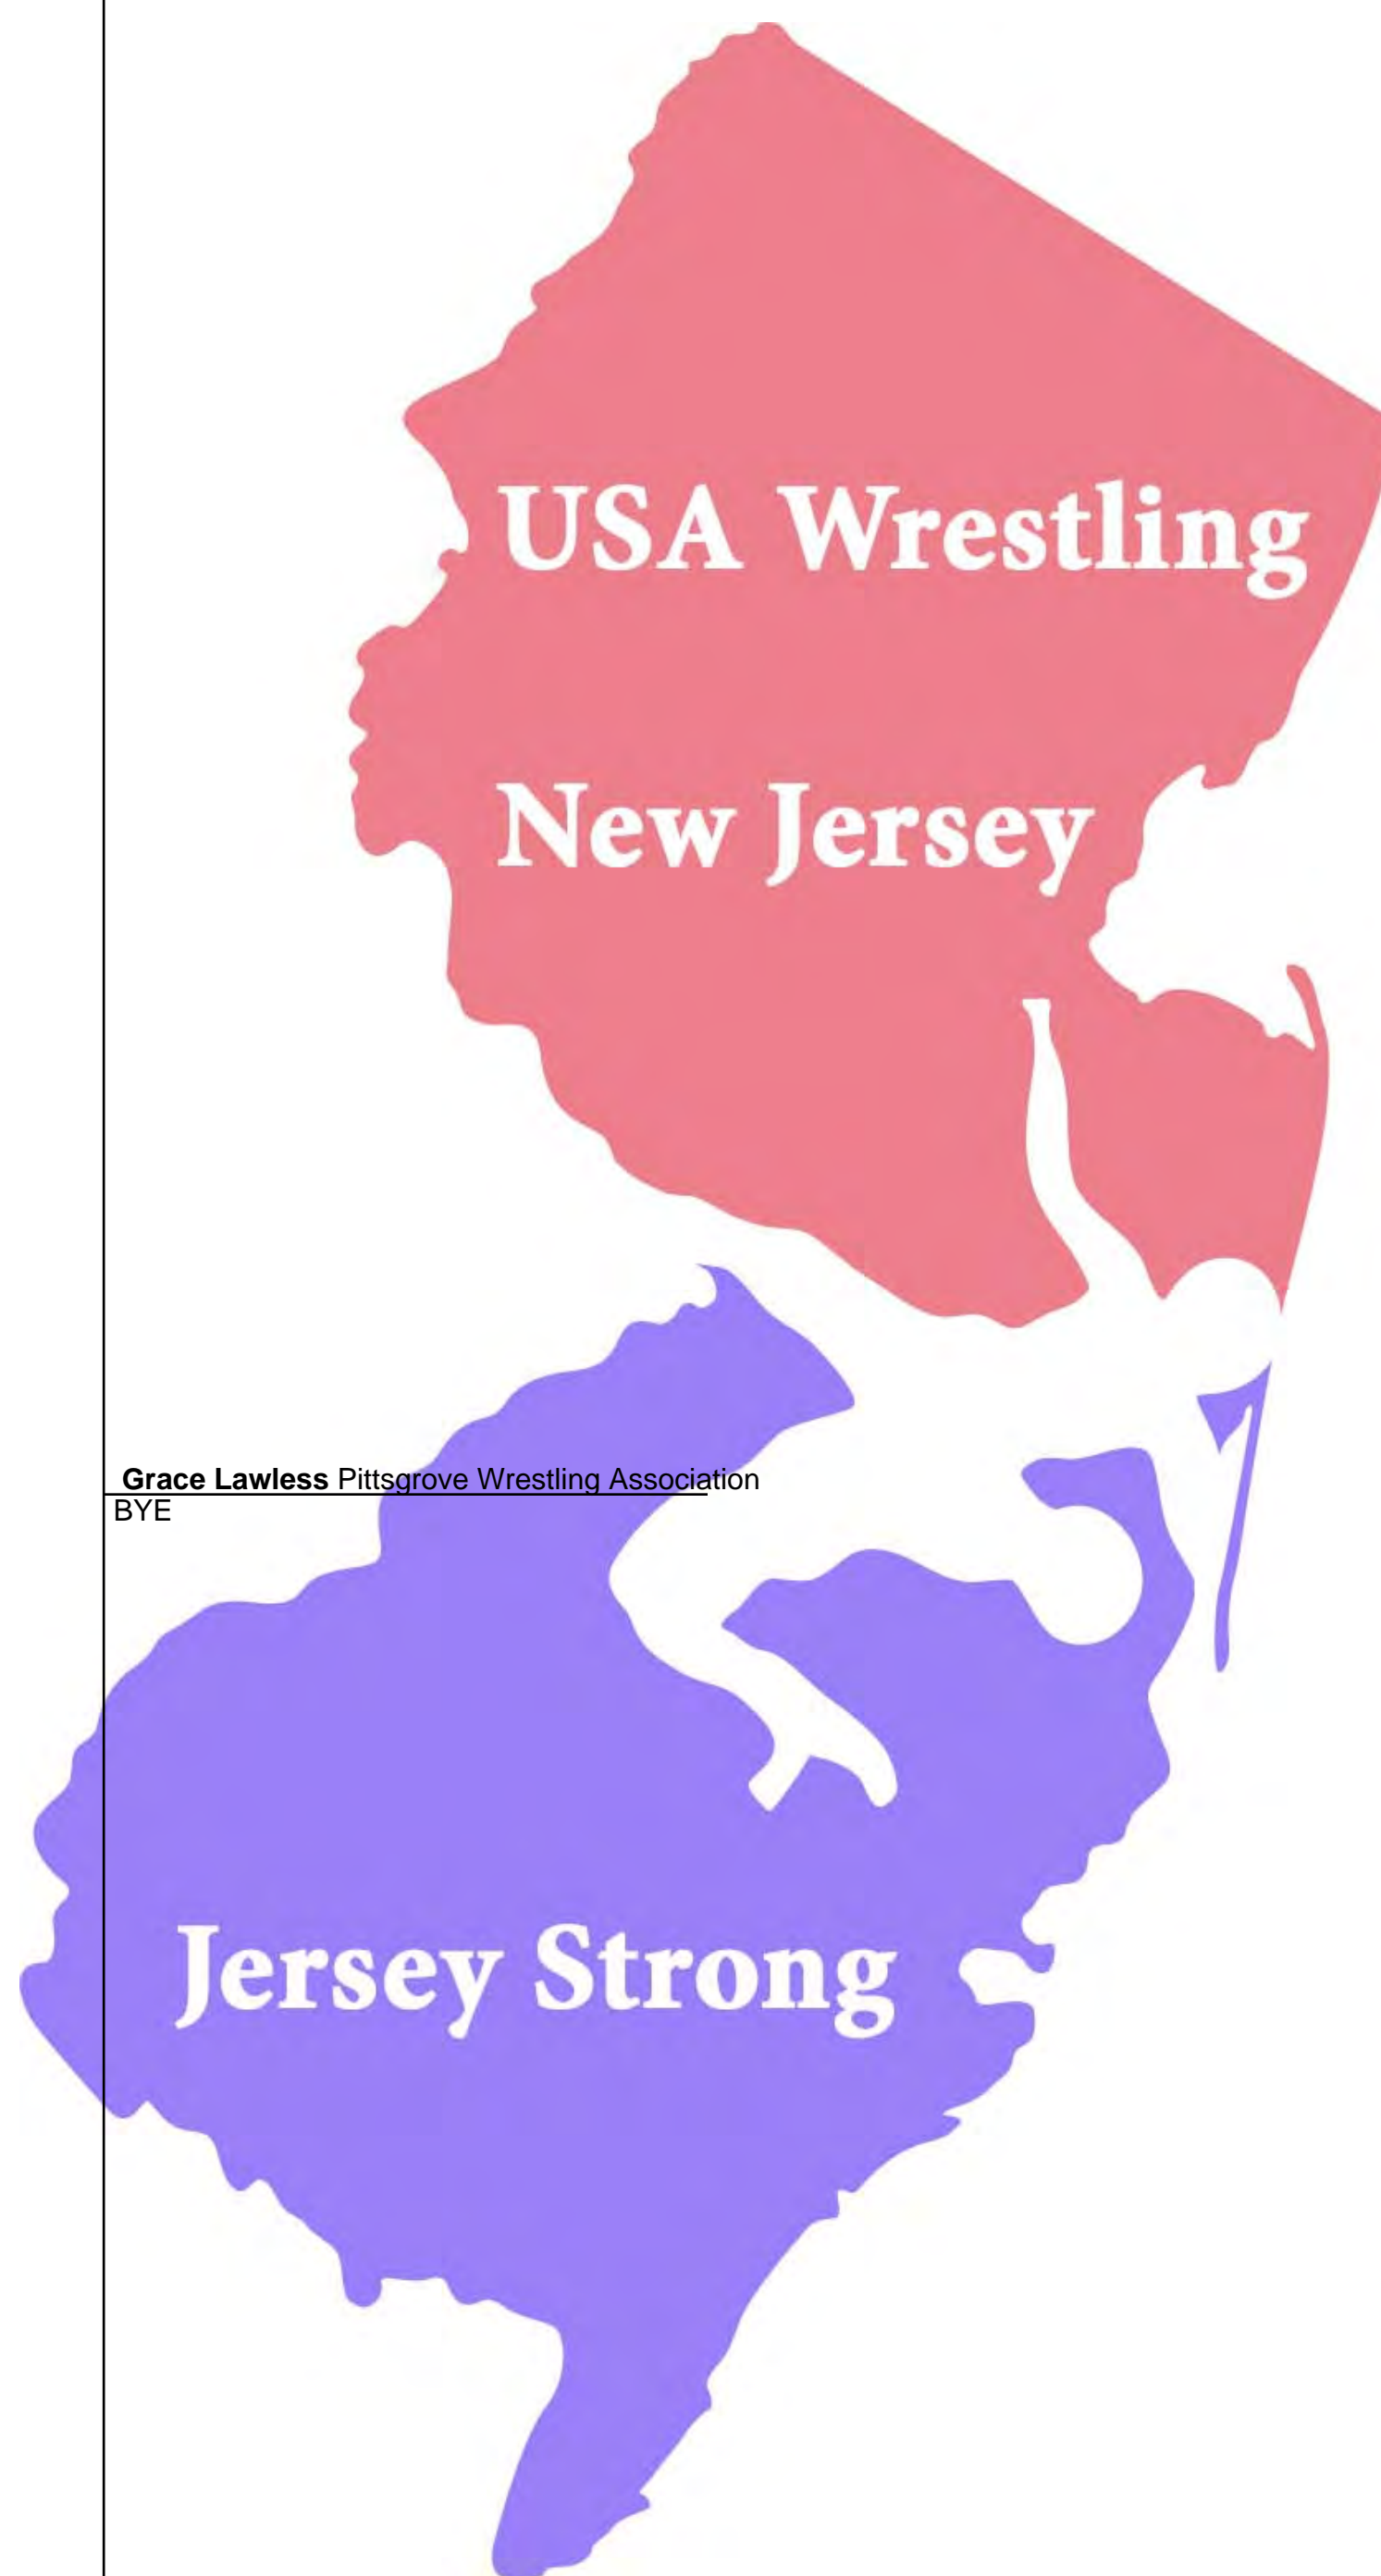 USA Wrestling
New Jersey
Grace Lawless Pittsgrove Wrestling Association
BYE
Jersey Strong